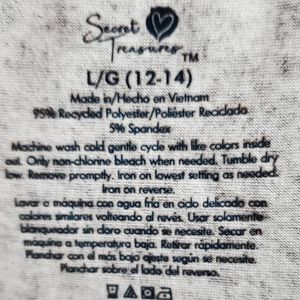 Secret
Treasures
TM
L/G (12-14)
Made in/Hecho en Vietnam
95% Recycled Polyester/Poliéster Reciclado
5% Spandex
Machine wash cold gentle cycle with like colors inside
out. Only non-chlorine bleach when needed. Tumble dry
low. Remove promptly. Iron on lowest setting as needed.
Iron on reverse.
Lavar a máquina con agua fría en ciclo delicado con
colores similares volteando al revés. Usar solamente
blanqueador sin cloro cuando se necesite. Secar en
máquina a temperatura baja. Retirar rápidamente.
Planchar con el más bajo ajuste según se necesite.
Planchar sobre el lado del reverso.